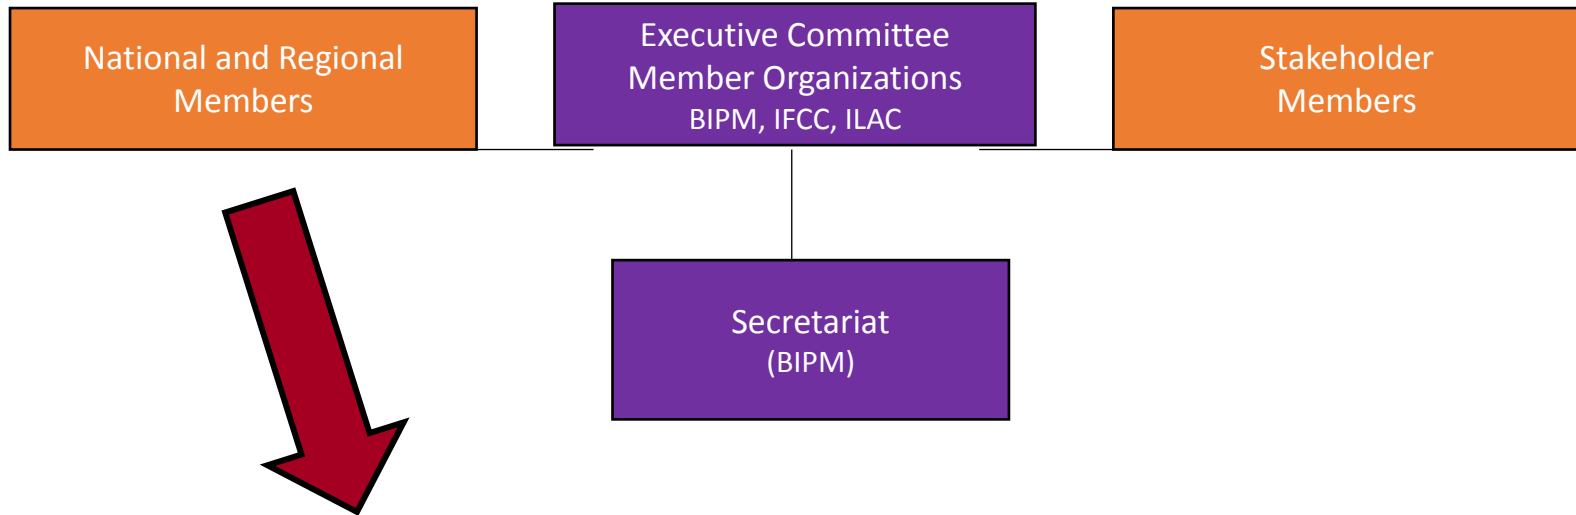 National and Regional
Members
Executive Committee
Member Organizations
BIPM, IFCC, ILAC
Stakeholder
Members
Secretariat
(BIPM)